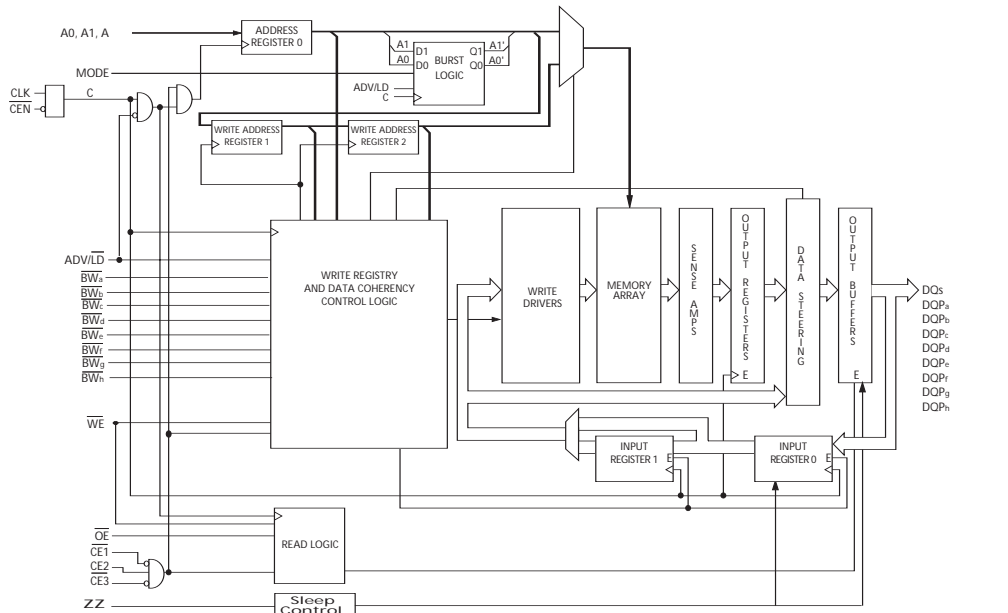 A0, A1, A
ADDRESS
REGISTER 0
A1
A0
D1
D0
BURST
LOGIC
Q1
Q0
A1'
A0'
MODE
ADV/LD
C
CLK
CEN
C
WRITE ADDRESS
REGISTER 1
WRITE ADDRESS
REGISTER 2
ADV/LD
BWa
BWb
BWc
BWd
BWe
BWf
BWg
BWh
WE
WRITE REGISTRY
AND DATA COHERENCY
CONTROL LOGIC
WRITE
DRIVERS
MEMORY
ARRAY
SENSE AMPS
OUTPUT REGISTERS
E
DATA STEERING
OUTPUT BUFFERS
E
DQs
DQPa
DQPb
DQPc
DQPd
DQPe
DQPf
DQPg
DQPh
INPUT
REGISTER 1
E
INPUT
REGISTER 0
E
OE
CE1
CE2
CE3
READ LOGIC
ZZ
Sleep
Control